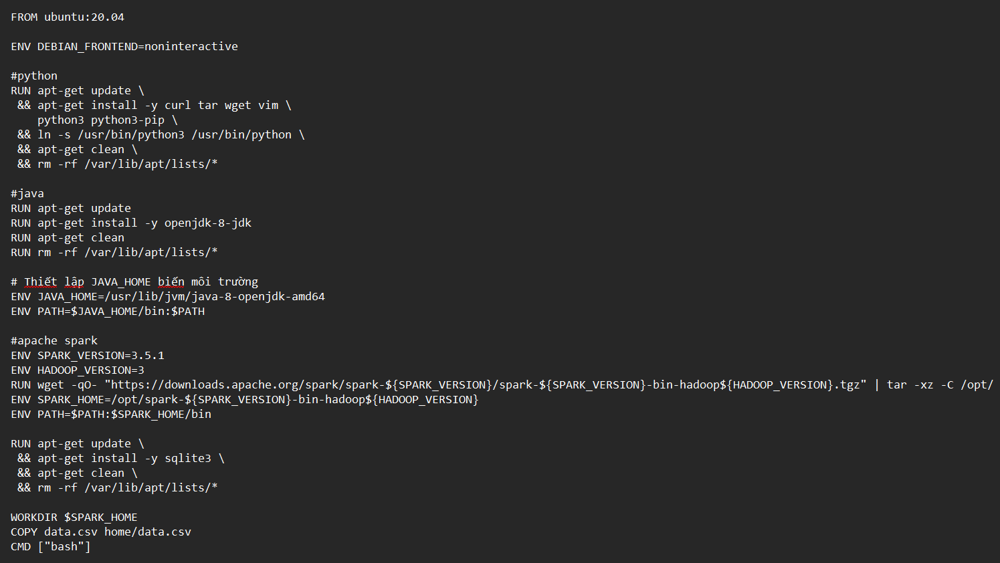 FROM ubuntu:20.04
ENV DEBIAN_FRONTEND=noninteractive
#python
RUN apt-get update \
 && apt-get install -y curl tar wget vim \
    python3 python3-pip \
 && ln -s /usr/bin/python3 /usr/bin/python \
 && apt-get clean \
 && rm -rf /var/lib/apt/lists/*
#java
RUN apt-get update
RUN apt-get install -y openjdk-8-jdk
RUN apt-get clean
RUN rm -rf /var/lib/apt/lists/*
# Thiết lập JAVA_HOME biến môi trường
ENV JAVA_HOME=/usr/lib/jvm/java-8-openjdk-amd64
ENV PATH=$JAVA_HOME/bin:$PATH
#apache spark
ENV SPARK_VERSION=3.5.1
ENV HADOOP_VERSION=3
RUN wget -qO- "https://downloads.apache.org/spark/spark-${SPARK_VERSION}/spark-${SPARK_VERSION}-bin-hadoop${HADOOP_VERSION}.tgz" | tar -xz -C /opt/
ENV SPARK_HOME=/opt/spark-${SPARK_VERSION}-bin-hadoop${HADOOP_VERSION}
ENV PATH=$PATH:$SPARK_HOME/bin
RUN apt-get update \
 && apt-get install -y sqlite3 \
 && apt-get clean \
 && rm -rf /var/lib/apt/lists/*
WORKDIR $SPARK_HOME
COPY data.csv home/data.csv
CMD ["bash"]